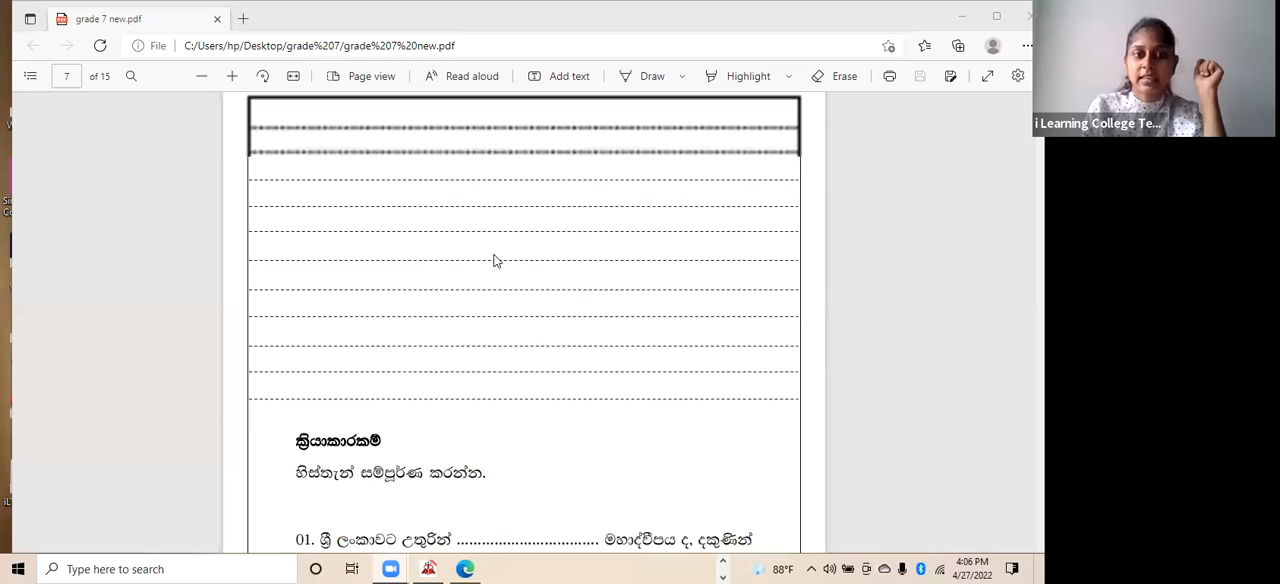 grade 7 new.pdf
File C:/Users/hp/Desktop/grade%207/grade%207%20new.pdf
7 of 15 Page view Read aloud Add text Draw Highlight Erase
i Learning College Te...
ක්‍රියාකාරකම්
හිස්තැන් සම්පූර්ණ කරන්න.
01. ශ්‍රී ලංකාවට උතුරින් .................................. මහාද්වීපය ද, දකුණින්
Type here to search 88°F 4:06 PM
4/27/2022